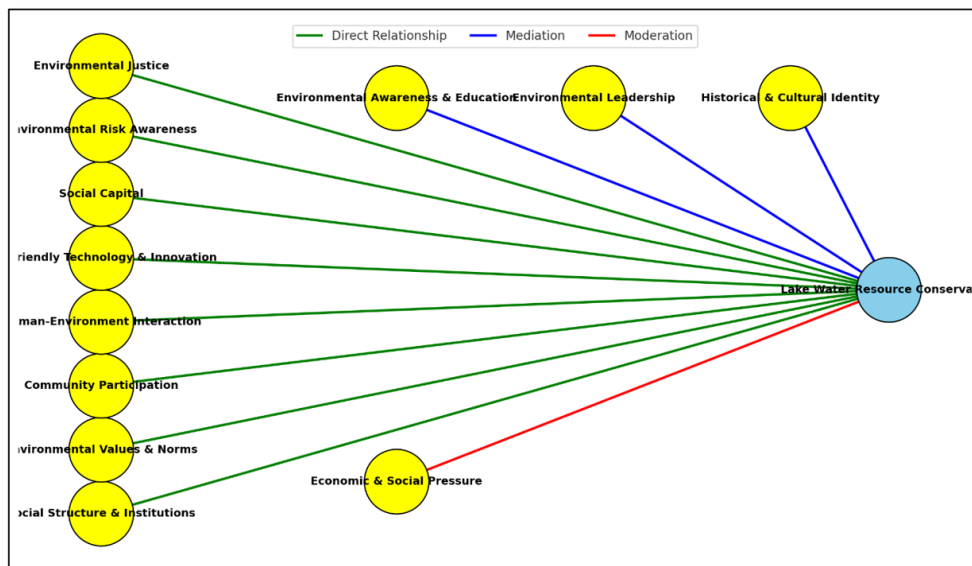 Direct Relationship
Mediation
Moderation
Environmental Justice
Environmental Awareness & Education
Environmental Leadership
Historical & Cultural Identity
nvironmental Risk Awareness
Social Capital
riendly Technology & Innovation
Lake Water Resource Conserva
man–Environment Interaction
Community Participation
nvironmental Values & Norms
Economic & Social Pressure
ocial Structure & Institutions